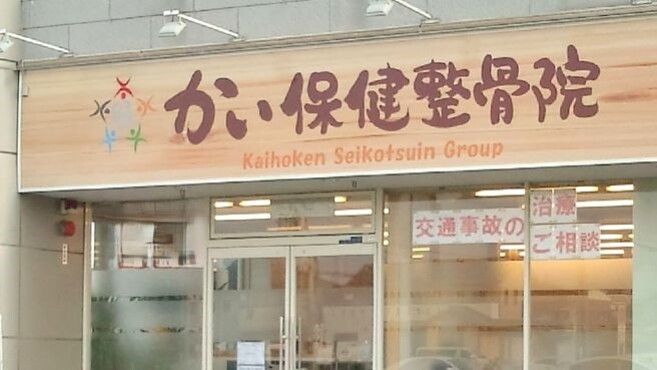 かい保健整骨院
Kaihoken Seikotsuin Group
治療
交通事故の
ご相談